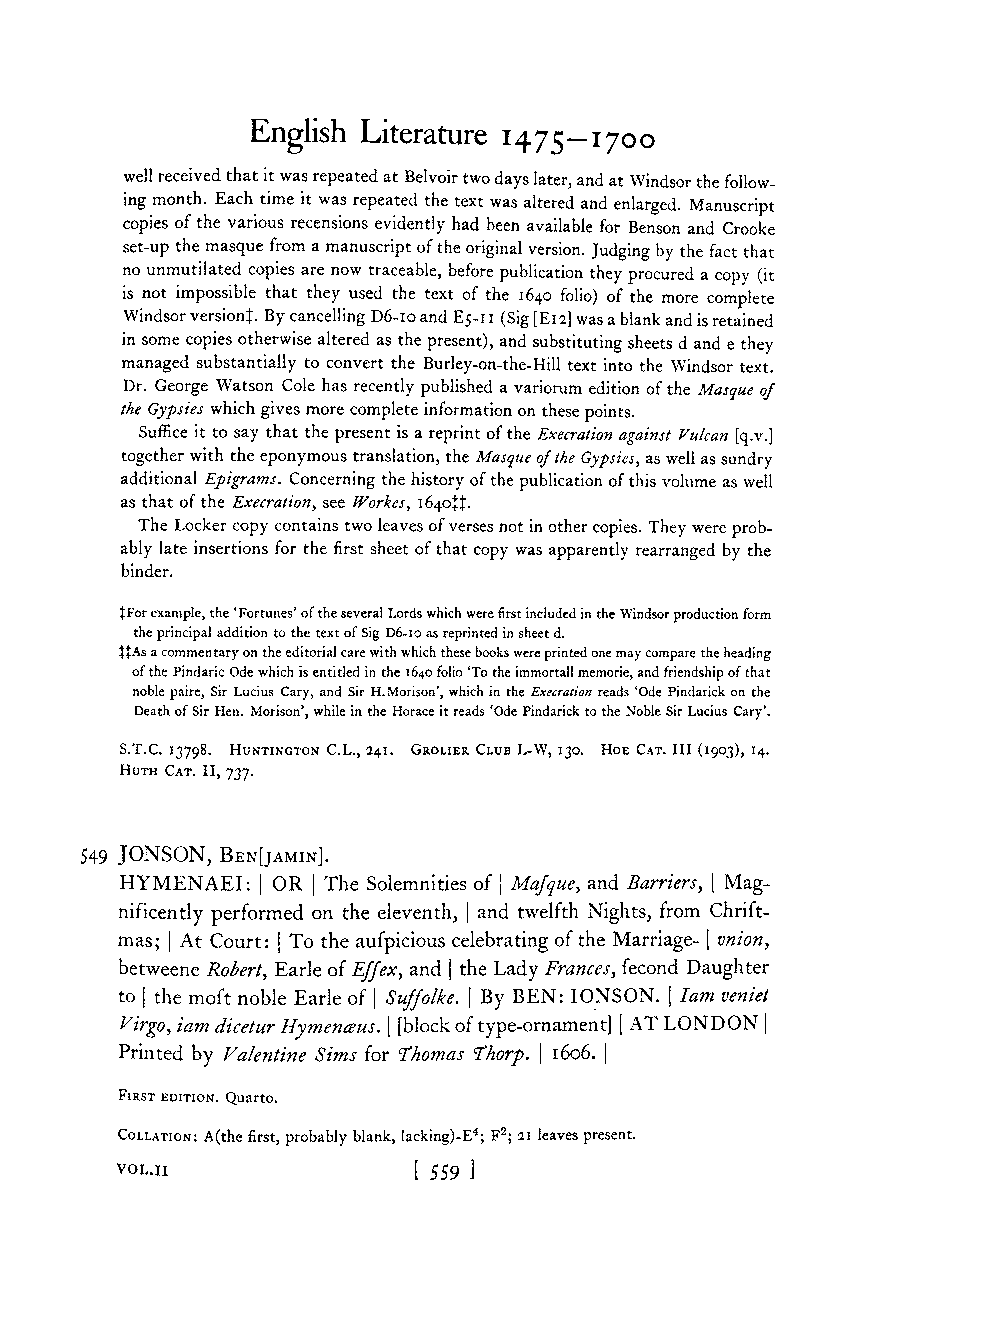 English Literature 1475–1700
well received that it was repeated at Belvoir two days later, and at Windsor the follow-
ing month. Each time it was repeated the text was altered and enlarged. Manuscript
copies of the various recensions evidently had been available for Benson and Crooke
set-up the masque from a manuscript of the original version. Judging by the fact that
no unmutilated copies are now traceable, before publication they procured a copy (it
is not impossible that they used the text of the 1640 folio) of the more complete
Windsor version‡. By cancelling D6-10 and E5-11 (Sig [E12] was a blank and is retained
in some copies otherwise altered as the present), and substituting sheets d and e they
managed substantially to convert the Burley-on-the-Hill text into the Windsor text.
Dr. George Watson Cole has recently published a variorum edition of the Masque of
the Gypsies which gives more complete information on these points.
Suffice it to say that the present is a reprint of the Execration against Vulcan [q.v.]
together with the eponymous translation, the Masque of the Gypsies, as well as sundry
additional Epigrams. Concerning the history of the publication of this volume as well
as that of the Execration, see Workes, 1640‡‡.
The Locker copy contains two leaves of verses not in other copies. They were prob-
ably late insertions for the first sheet of that copy was apparently rearranged by the
binder.
‡For example, the 'Fortunes' of the several Lords which were first included in the Windsor production form
the principal addition to the text of Sig D6-10 as reprinted in sheet d.
‡‡As a commentary on the editorial care with which these books were printed one may compare the heading
of the Pindaric Ode which is entitled in the 1640 folio 'To the immortall memorie, and friendship of that
noble paire, Sir Lucius Cary, and Sir H.Morison', which in the Execration reads 'Ode Pindarick on the
Death of Sir Hen. Morison', while in the Horace it reads 'Ode Pindarick to the Noble Sir Lucius Cary'.
S.T.C. 13798. HUNTINGTON C.L., 241. GROLIER CLUB L-W, 130. HOE CAT. III (1903), 14.
HUTH CAT. II, 737.
549 JONSON, BEN[JAMIN].
HYMENAEI: | OR | The Solemnities of | Maſque, and Barriers, | Mag-
nificently performed on the eleventh, | and twelfth Nights, from Chriſt-
mas; | At Court: | To the auſpicious celebrating of the Marriage- | vnion,
betweene Robert, Earle of Eſſex, and | the Lady Frances, ſecond Daughter
to | the moſt noble Earle of | Suffolke. | By BEN: IONSON. | Iam veniet
Virgo, iam dicetur Hymenæus. | [block of type-ornament] | AT LONDON |
Printed by Valentine Sims for Thomas Thorp. | 1606. |
FIRST EDITION. Quarto.
COLLATION: A(the first, probably blank, lacking)-E⁴; F²; 21 leaves present.
VOL.II [ 559 ]